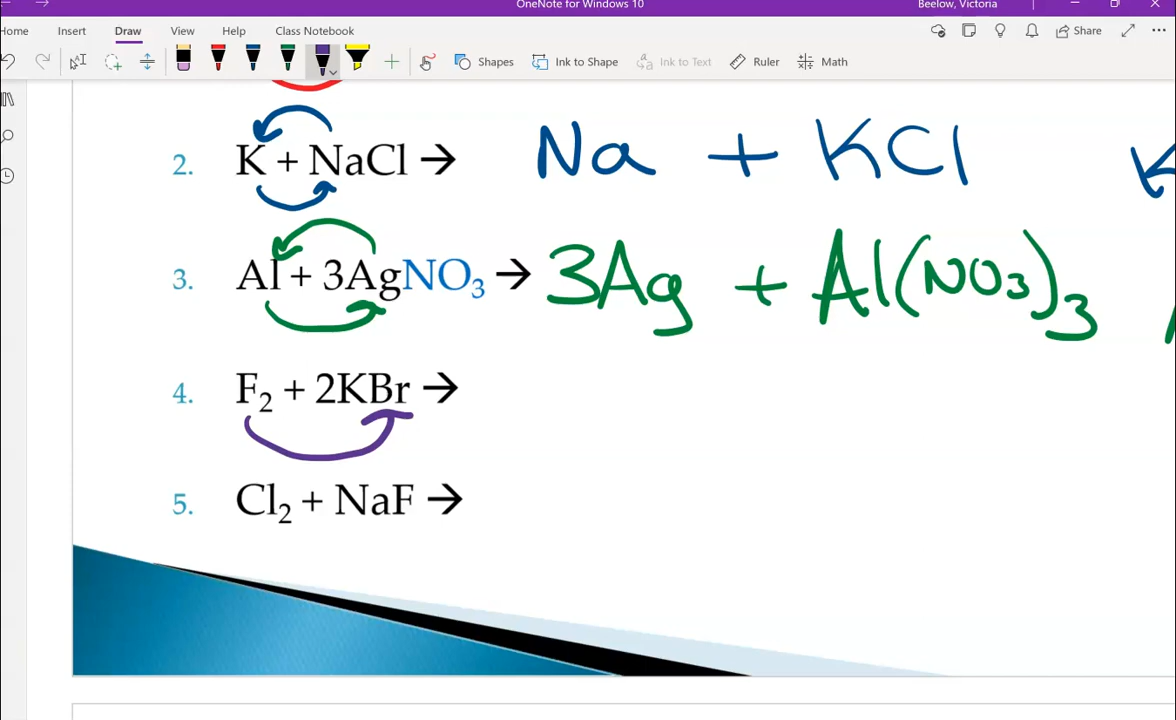 OneNote for Windows 10
Beelow, Victoria
Home Insert Draw View Help Class Notebook
Share
Shapes Ink to Shape Ink to Text Ruler Math
2. K + NaCl → Na + KCl K
3. Al + 3AgNO₃ → 3Ag + Al(NO₃)₃
4. F₂ + 2KBr →
5. Cl₂ + NaF →